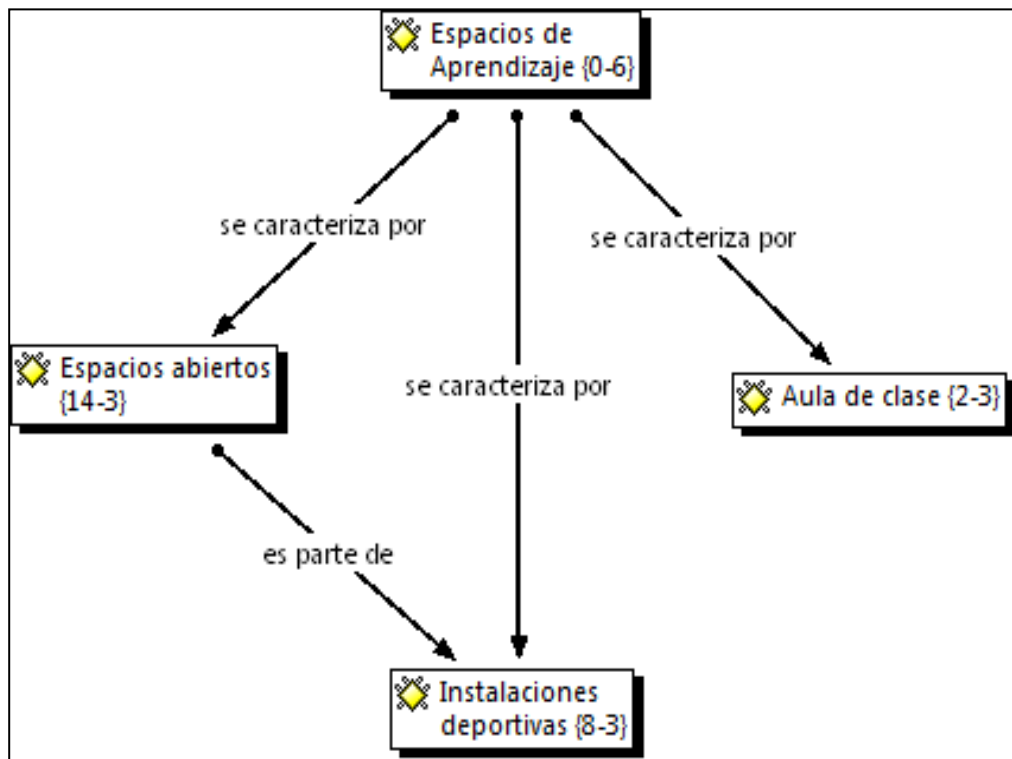 Espacios de
Aprendizaje {0-6}
se caracteriza por
se caracteriza por
Espacios abiertos
{14-3}
se caracteriza por
Aula de clase {2-3}
es parte de
Instalaciones
deportivas {8-3}